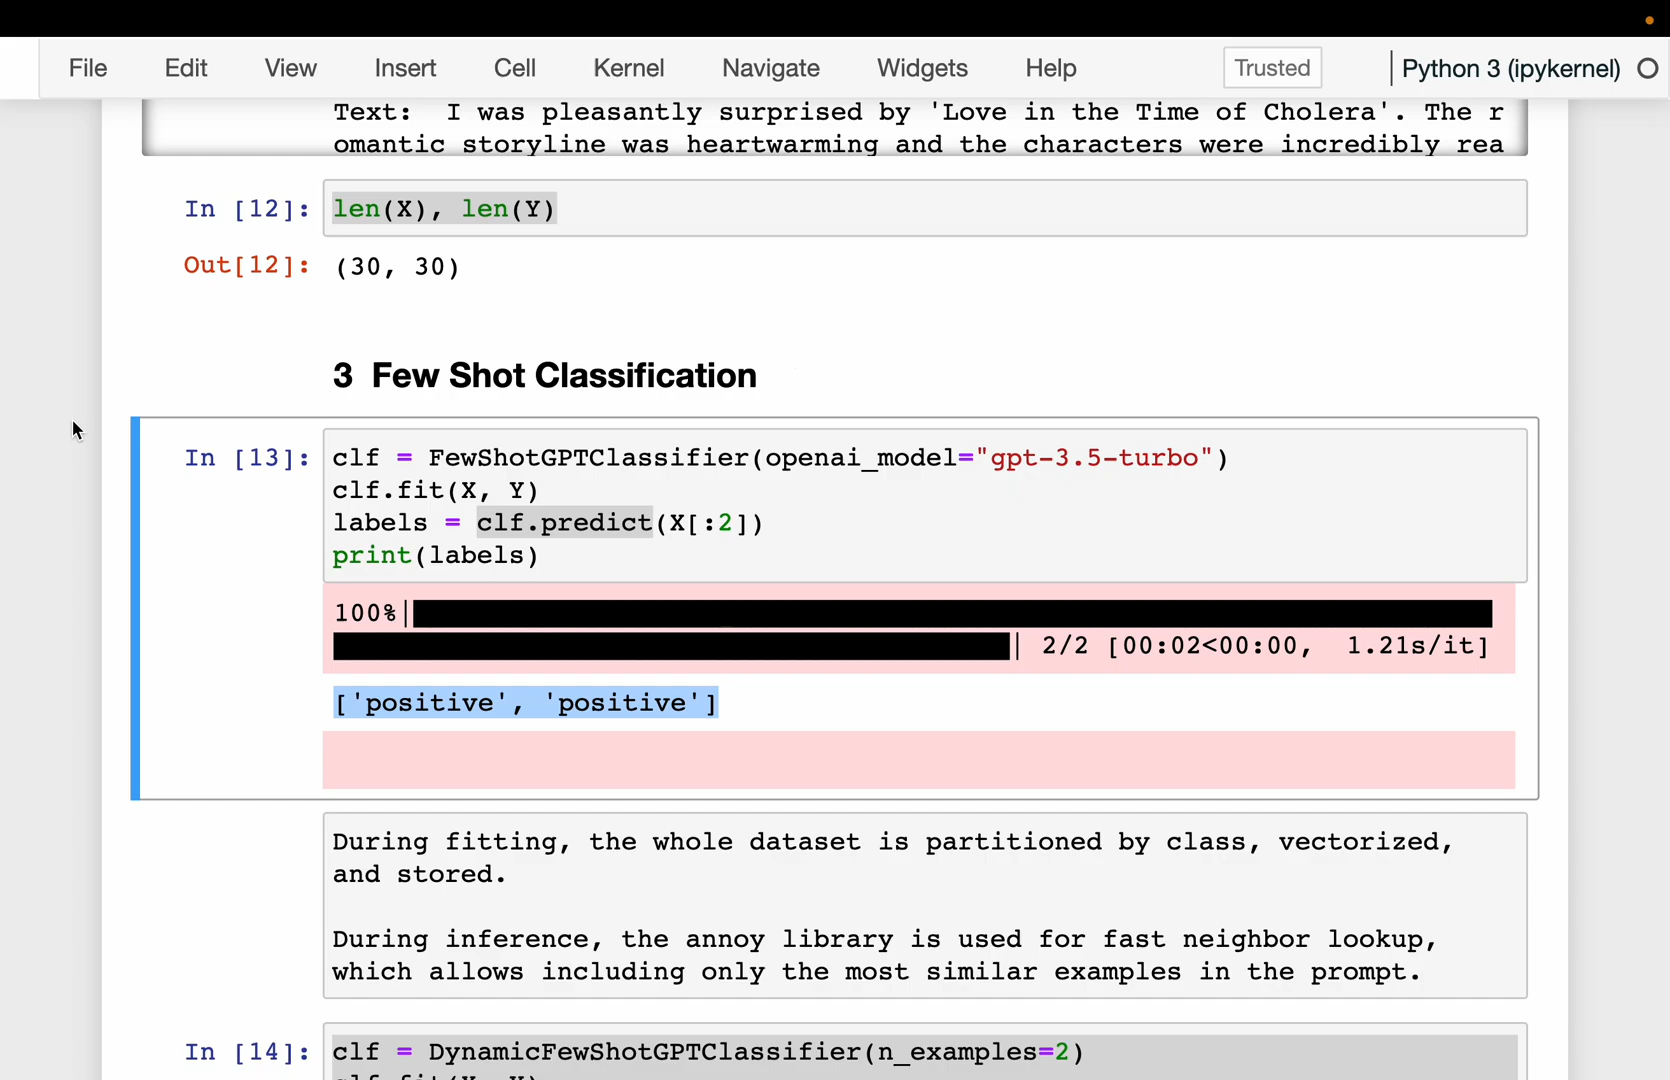 File Edit View Insert Cell Kernel Navigate Widgets Help Trusted Python 3 (ipykernel)
Text:  I was pleasantly surprised by 'Love in the Time of Cholera'. The r
omantic storyline was heartwarming and the characters were incredibly rea
In [12]: len(X), len(Y)
Out[12]: (30, 30)
3 Few Shot Classification
In [13]: clf = FewShotGPTClassifier(openai_model="gpt-3.5-turbo")
clf.fit(X, Y)
labels = clf.predict(X[:2])
print(labels)
100%|
| 2/2 [00:02<00:00,  1.21s/it]
['positive', 'positive']
During fitting, the whole dataset is partitioned by class, vectorized,
and stored.
During inference, the annoy library is used for fast neighbor lookup,
which allows including only the most similar examples in the prompt.
In [14]: clf = DynamicFewShotGPTClassifier(n_examples=2)
clf.fit(X, Y)